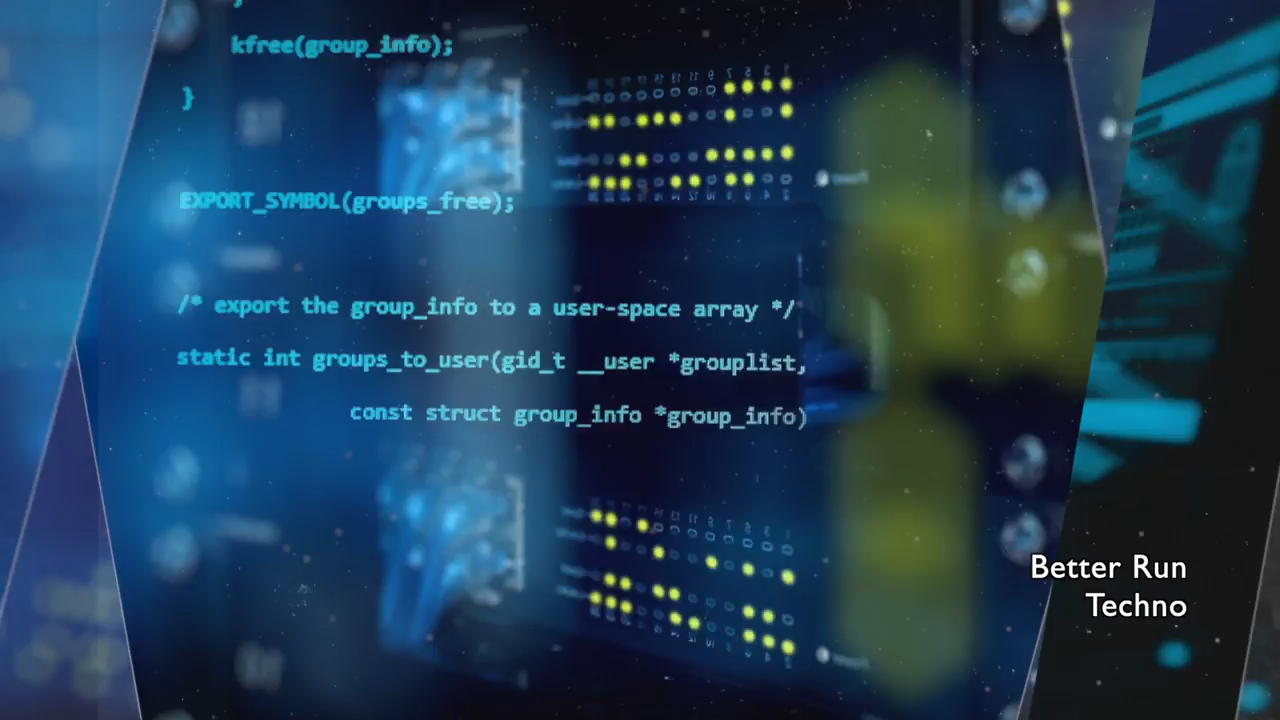 }
kfree(group_info);
}
EXPORT_SYMBOL(groups_free);
/* export the group_info to a user-space array */
static int groups_to_user(gid_t __user *grouplist,
const struct group_info *group_info)
Better Run
Techno